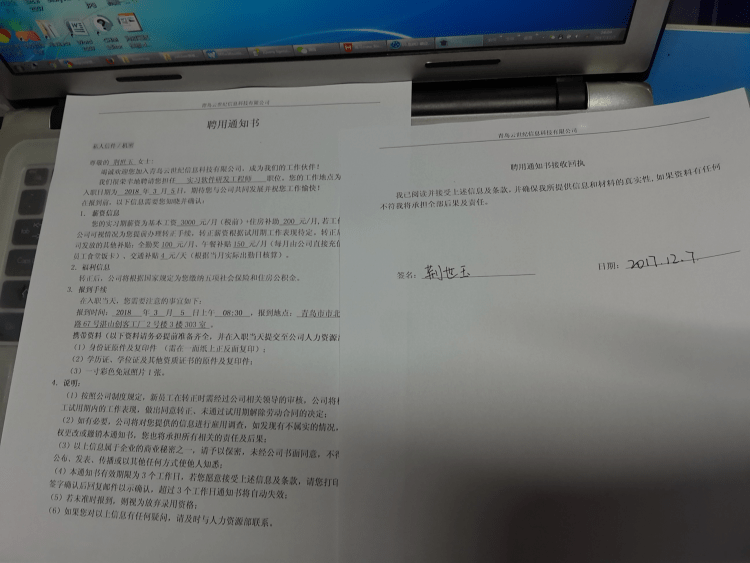 青岛云世纪信息科技有限公司
聘用通知书
私人信件/机密
尊敬的 荆世玉 女士：
竭诚欢迎您加入青岛云世纪信息科技有限公司，成为我们的工作伙伴！
我们很荣幸地聘请您担任 实习软件研发工程师 职位，您的工作地点为
入职日期为 2018 年 3 月 5 日，期待您与公司共同发展并祝您工作愉快！
在报到前，以下信息需要您知晓并确认：
1. 薪资信息
您的实习期薪资为基本工资 3000 元/月（税前）+住房补助 200 元/月，若工作
公司可视情况为您提前办理转正手续，转正薪资根据试用期工作表现待定。转正后
司发放的其他补助：全勤奖 100 元/月，午餐补贴 150 元/月（每月由公司直接充值
员工食堂饭卡）、交通补贴 4 元/天（根据当月实际出勤日核算）。
2. 福利信息
转正后，公司将根据国家规定为您缴纳五项社会保险和住房公积金。
3. 报到手续
在入职当天，您需要注意的事宜如下：
报到时间：2018 年 3 月 5 日上午 08:30 ，报到地点： 青岛市市北
路 67 号湛山创客工厂 2 号楼 3 楼 303 室 。
携带资料（以下资料请务必提前准备齐全，并在入职当天提交至公司人力资源
（1）身份证原件及复印件 （需在一面纸上正反面复印）；
（2）学历证、学位证及其他资质证书的原件及复印件；
（3）一寸彩色免冠照片 1 张。
4. 说明：
（1）按照公司制度规定，新员工在转正时需经过公司相关领导的审核，公司将根
工试用期内的工作表现，做出同意转正、未通过试用期解除劳动合同的决定；
（2）如有必要，公司将对您提供的信息进行雇用调查，如发现有不属实的情况，
权更改或撤销本通知书，您也将承担所有相关的责任及后果；
（3）以上信息属于企业的商业秘密之一，请予以保密，未经公司书面同意，不得
公布、发表、传播或以其他任何方式使他人知悉；
（4）本通知书有效期限为 3 个工作日，若您愿意接受上述信息及条款，请您打印
签字确认后回复邮件以示确认，超过 3 个工作日通知书将自动失效；
（5）若未准时报到，则视为放弃录用资格；
（6）如果您对以上信息有任何疑问，请及时与人力资源部联系。
青岛云世纪信息科技有限公司
聘用通知书接收回执
我已阅读并接受上述信息及条款，并确保我所提供信息和材料的真实性，如果资料有任何
不符我将承担全部后果及责任。
签名： 荆世玉 日期： 2017.12.7